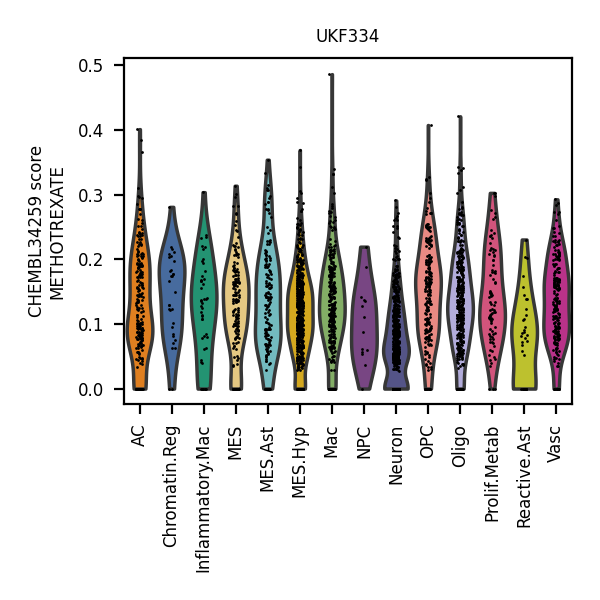 UKF334
CHEMBL34259 score
METHOTREXATE
0.5
0.4
0.3
0.2
0.1
0.0
AC
Chromatin.Reg
Inflammatory.Mac
MES
MES.Ast
MES.Hyp
Mac
NPC
Neuron
OPC
Oligo
Prolif.Metab
Reactive.Ast
Vasc